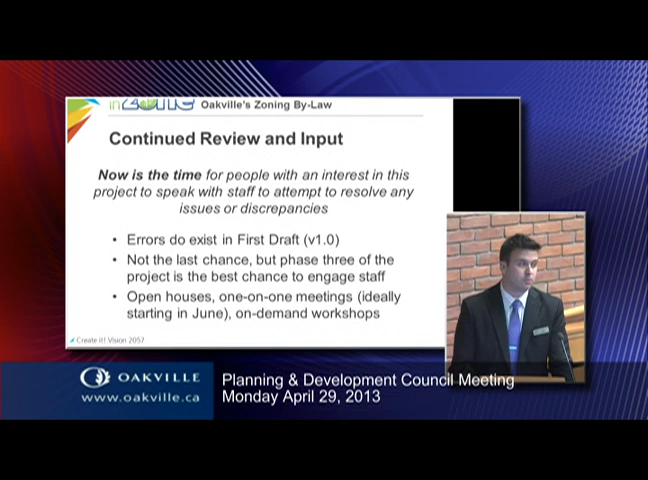 inZone Oakville's Zoning By-Law
Continued Review and Input
Now is the time for people with an interest in this
project to speak with staff to attempt to resolve any
issues or discrepancies
• Errors do exist in First Draft (v1.0)
• Not the last chance, but phase three of the
project is the best chance to engage staff
• Open houses, one-on-one meetings (ideally
starting in June), on-demand workshops
Create it! Vision 2057
OAKVILLE
www.oakville.ca
Planning & Development Council Meeting
Monday April 29, 2013